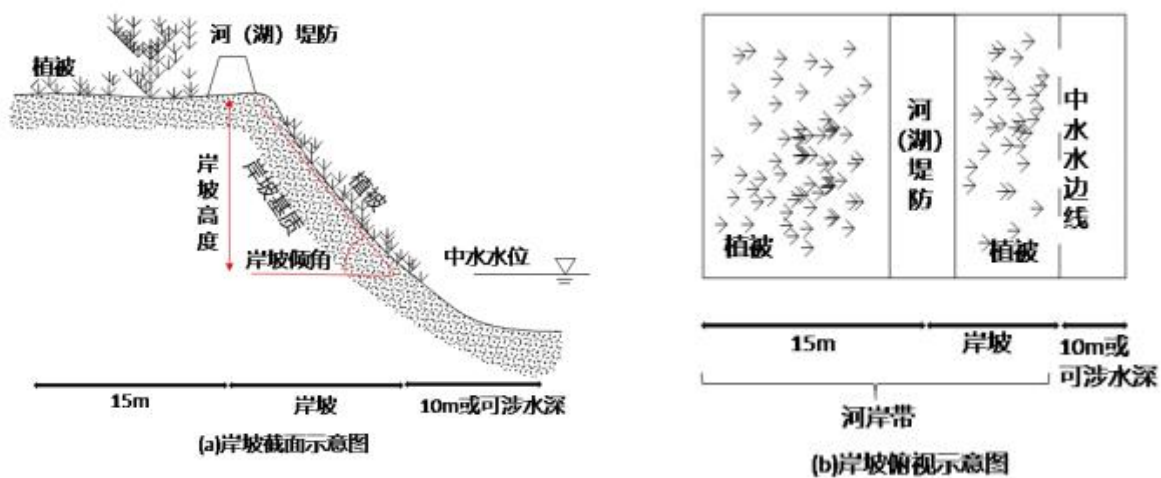 河（湖）堤防
植被
岸坡高度
岸坡基质
植被
岸坡倾角
中水水位
15m
岸坡
10m或可涉水深
(a)岸坡截面示意图
河（湖）堤防
中水水边线
植被
植被
15m
岸坡
10m或
可涉水深
河岸带
(b)岸坡俯视示意图